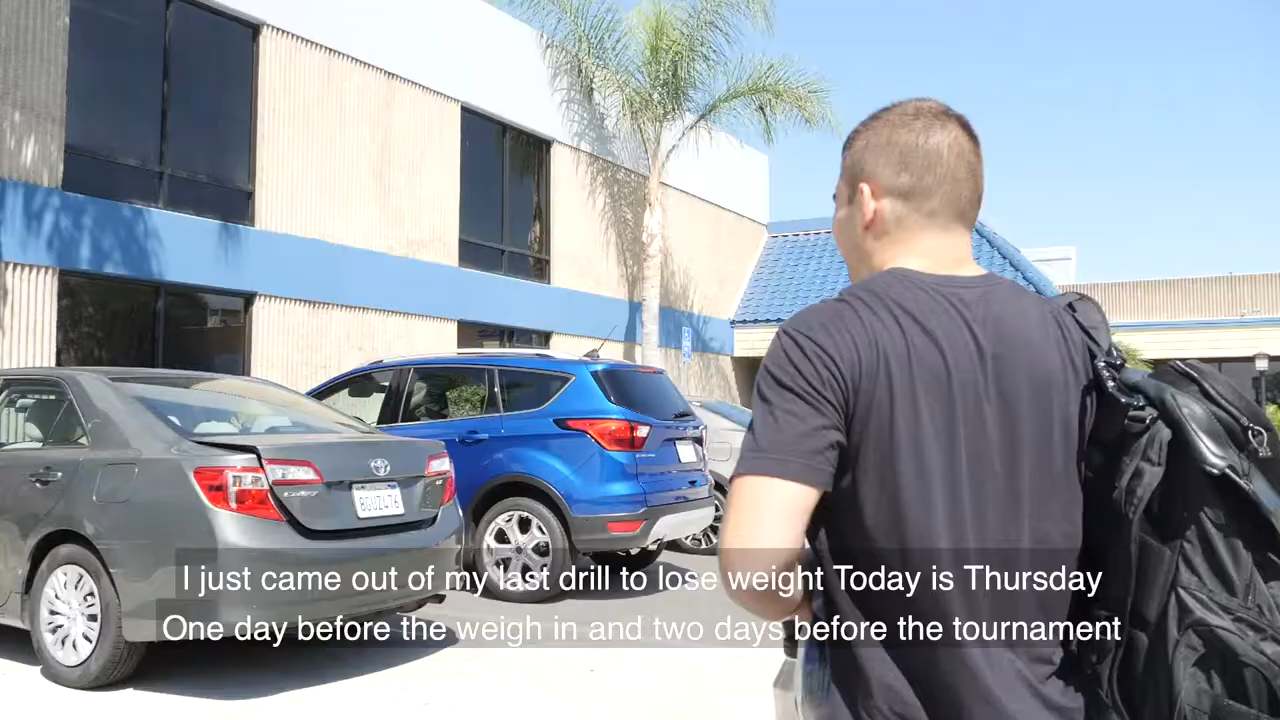 8GUZ476
I just came out of my last drill to lose weight Today is Thursday
One day before the weigh in and two days before the tournament